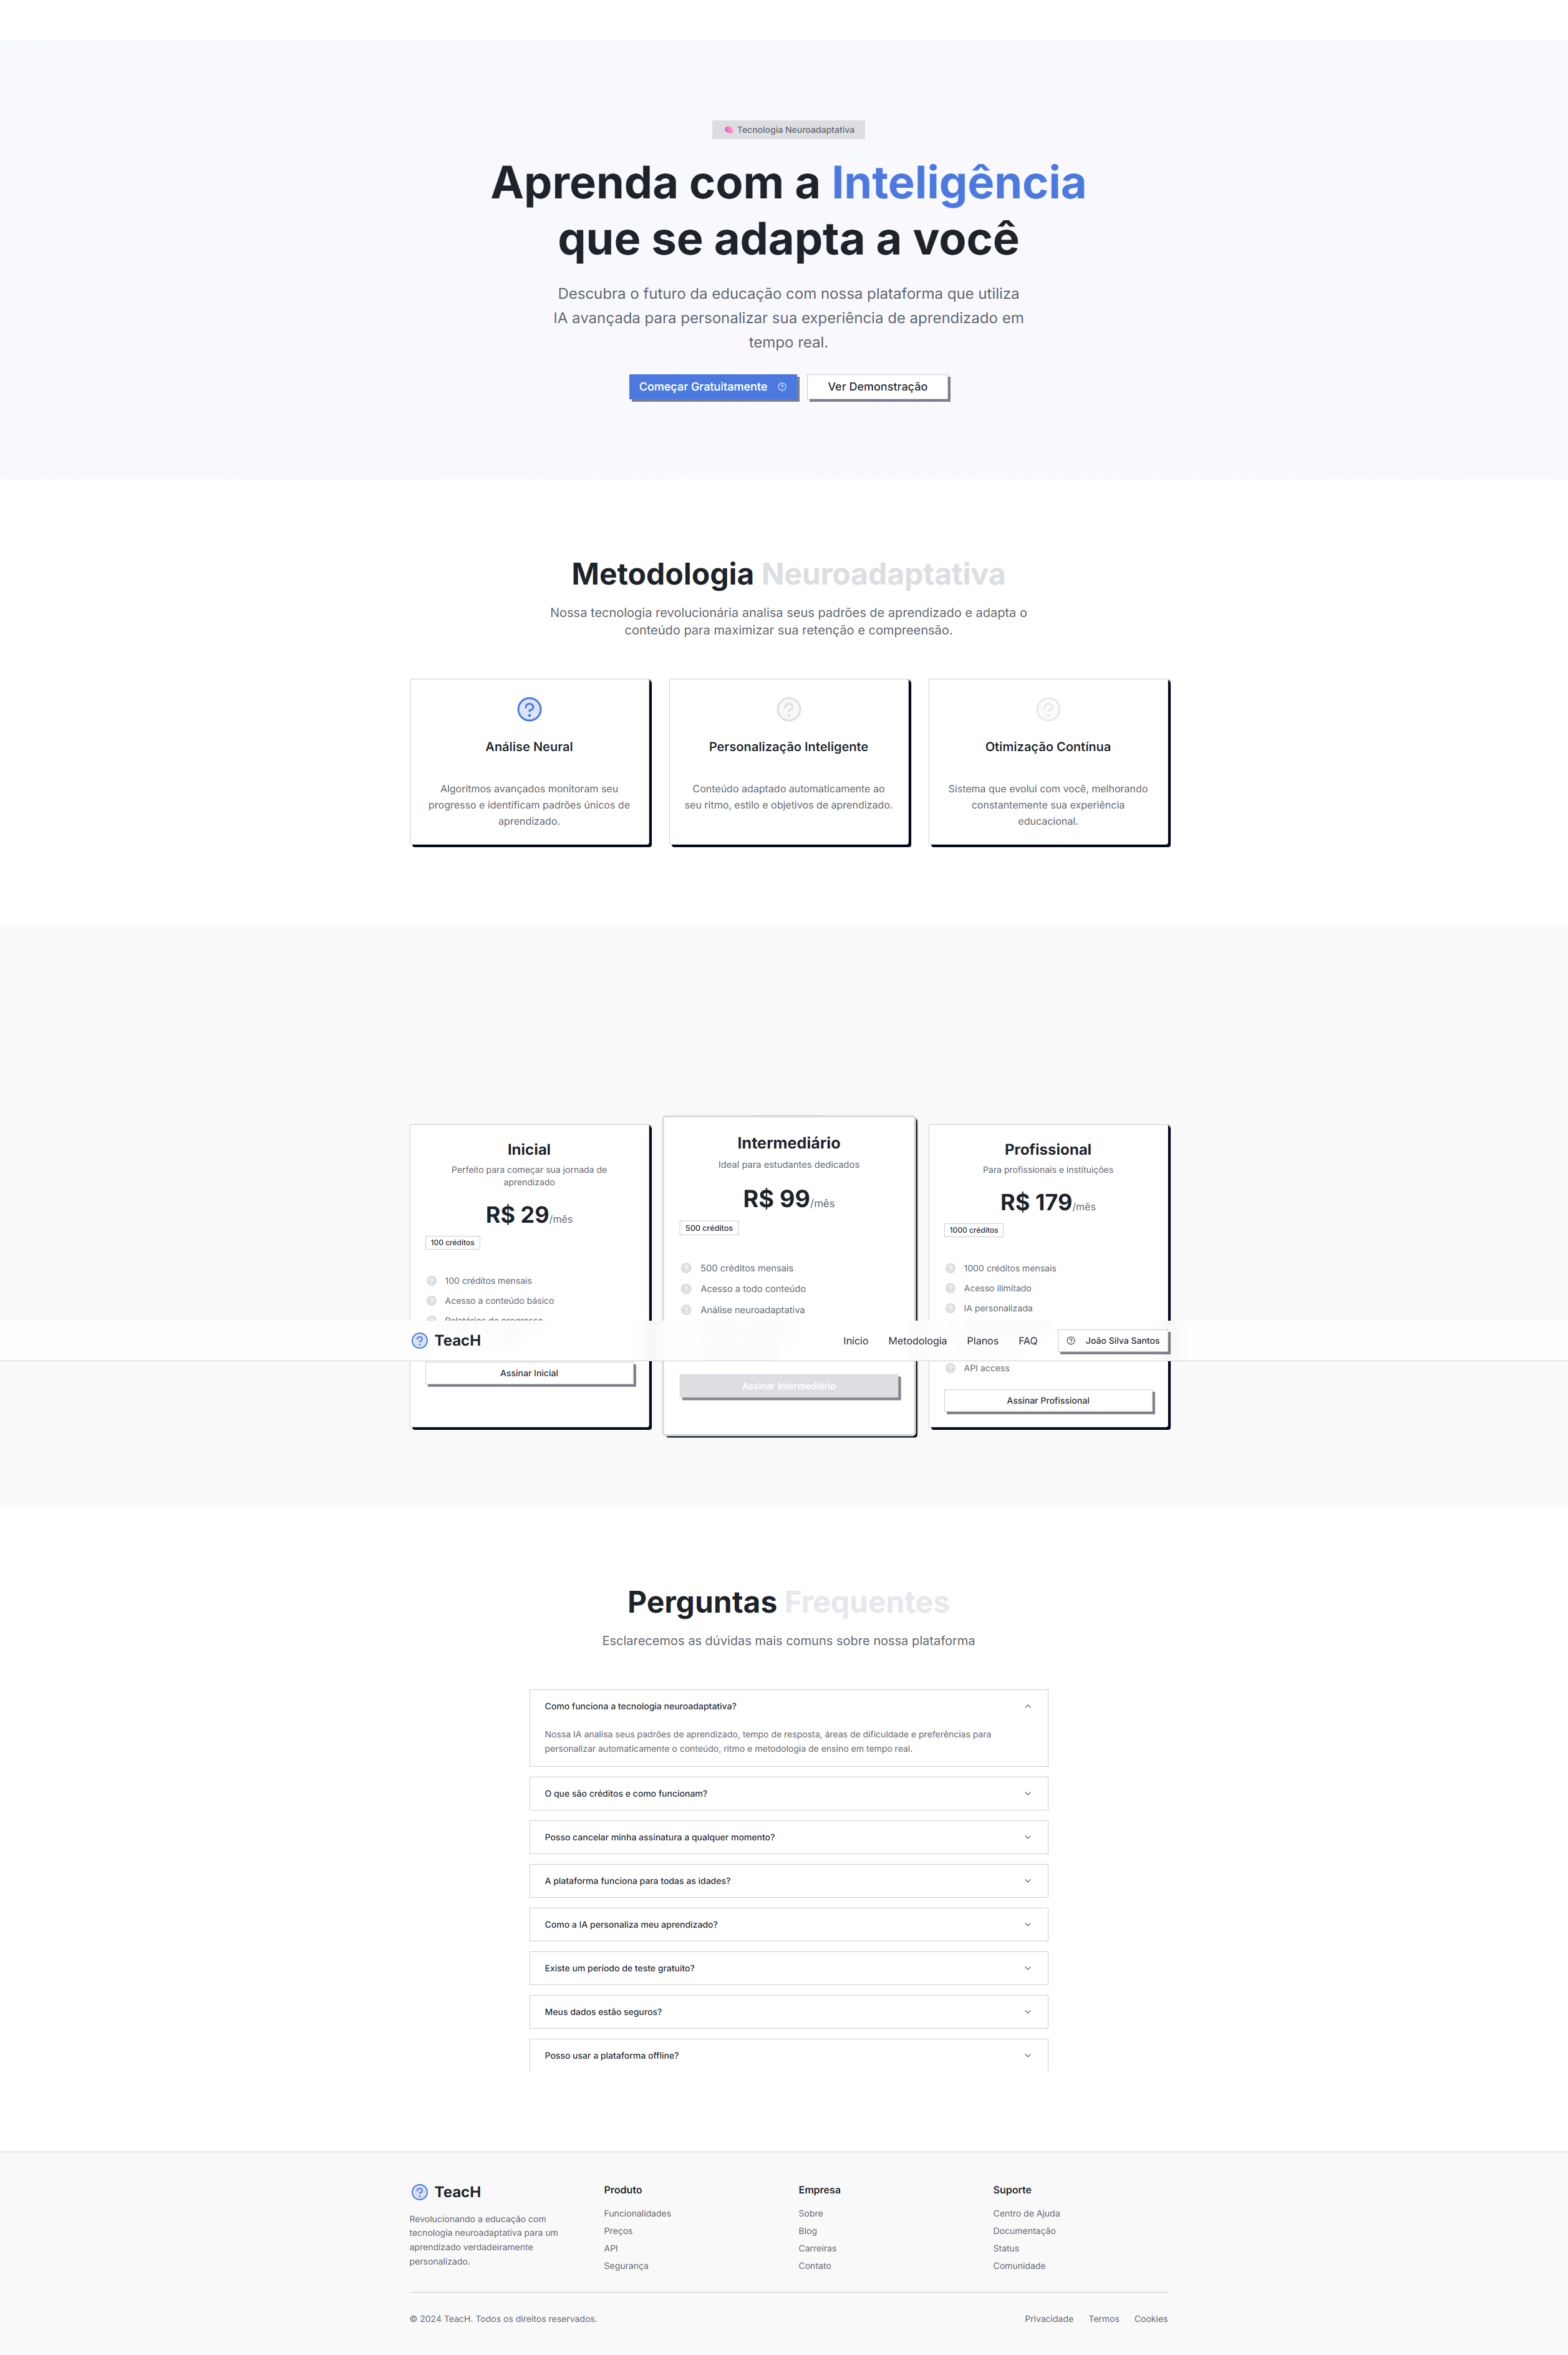 Tecnologia Neuroadaptativa
Aprenda com a Inteligência
que se adapta a você
Descubra o futuro da educação com nossa plataforma que utiliza
IA avançada para personalizar sua experiência de aprendizado em
tempo real.
Começar Gratuitamente
Ver Demonstração
Metodologia Neuroadaptativa
Nossa tecnologia revolucionária analisa seus padrões de aprendizado e adapta o
conteúdo para maximizar sua retenção e compreensão.
Análise Neural
Algoritmos avançados monitoram seu
progresso e identificam padrões únicos de
aprendizado.
Personalização Inteligente
Conteúdo adaptado automaticamente ao
seu ritmo, estilo e objetivos de aprendizado.
Otimização Contínua
Sistema que evolui com você, melhorando
constantemente sua experiência
educacional.
Inicial
Perfeito para começar sua jornada de
aprendizado
R$ 29/mês
100 créditos
100 créditos mensais
Acesso a conteúdo básico
Relatórios de progresso
Assinar Inicial
Intermediário
Ideal para estudantes dedicados
R$ 99/mês
500 créditos
500 créditos mensais
Acesso a todo conteúdo
Análise neuroadaptativa
Assinar Intermediário
Profissional
Para profissionais e instituições
R$ 179/mês
1000 créditos
1000 créditos mensais
Acesso ilimitado
IA personalizada
API access
Assinar Profissional
TeacH
Início
Metodologia
Planos
FAQ
João Silva Santos
Perguntas Frequentes
Esclarecemos as dúvidas mais comuns sobre nossa plataforma
Como funciona a tecnologia neuroadaptativa?
Nossa IA analisa seus padrões de aprendizado, tempo de resposta, áreas de dificuldade e preferências para
personalizar automaticamente o conteúdo, ritmo e metodologia de ensino em tempo real.
O que são créditos e como funcionam?
Posso cancelar minha assinatura a qualquer momento?
A plataforma funciona para todas as idades?
Como a IA personaliza meu aprendizado?
Existe um período de teste gratuito?
Meus dados estão seguros?
Posso usar a plataforma offline?
TeacH
Revolucionando a educação com
tecnologia neuroadaptativa para um
aprendizado verdadeiramente
personalizado.
Produto
Funcionalidades
Preços
API
Segurança
Empresa
Sobre
Blog
Carreiras
Contato
Suporte
Centro de Ajuda
Documentação
Status
Comunidade
© 2024 TeacH. Todos os direitos reservados.
Privacidade
Termos
Cookies